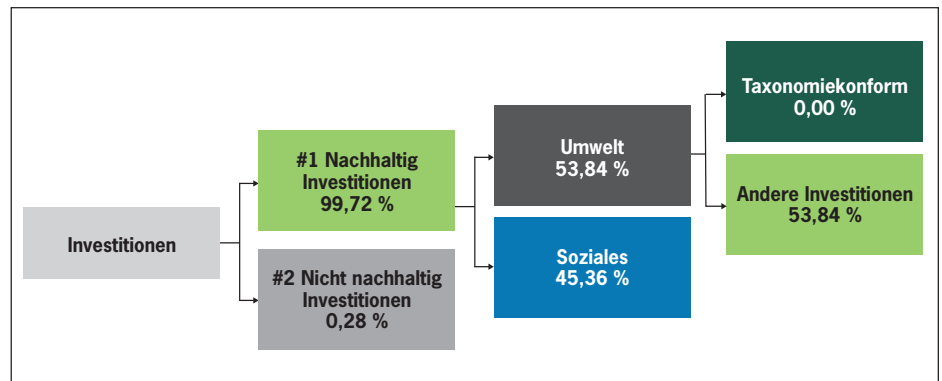 Investitionen
#1 Nachhaltig
Investitionen
99,72 %
#2 Nicht nachhaltig
Investitionen
0,28 %
Umwelt
53,84 %
Soziales
45,36 %
Taxonomiekonform
0,00 %
Andere Investitionen
53,84 %